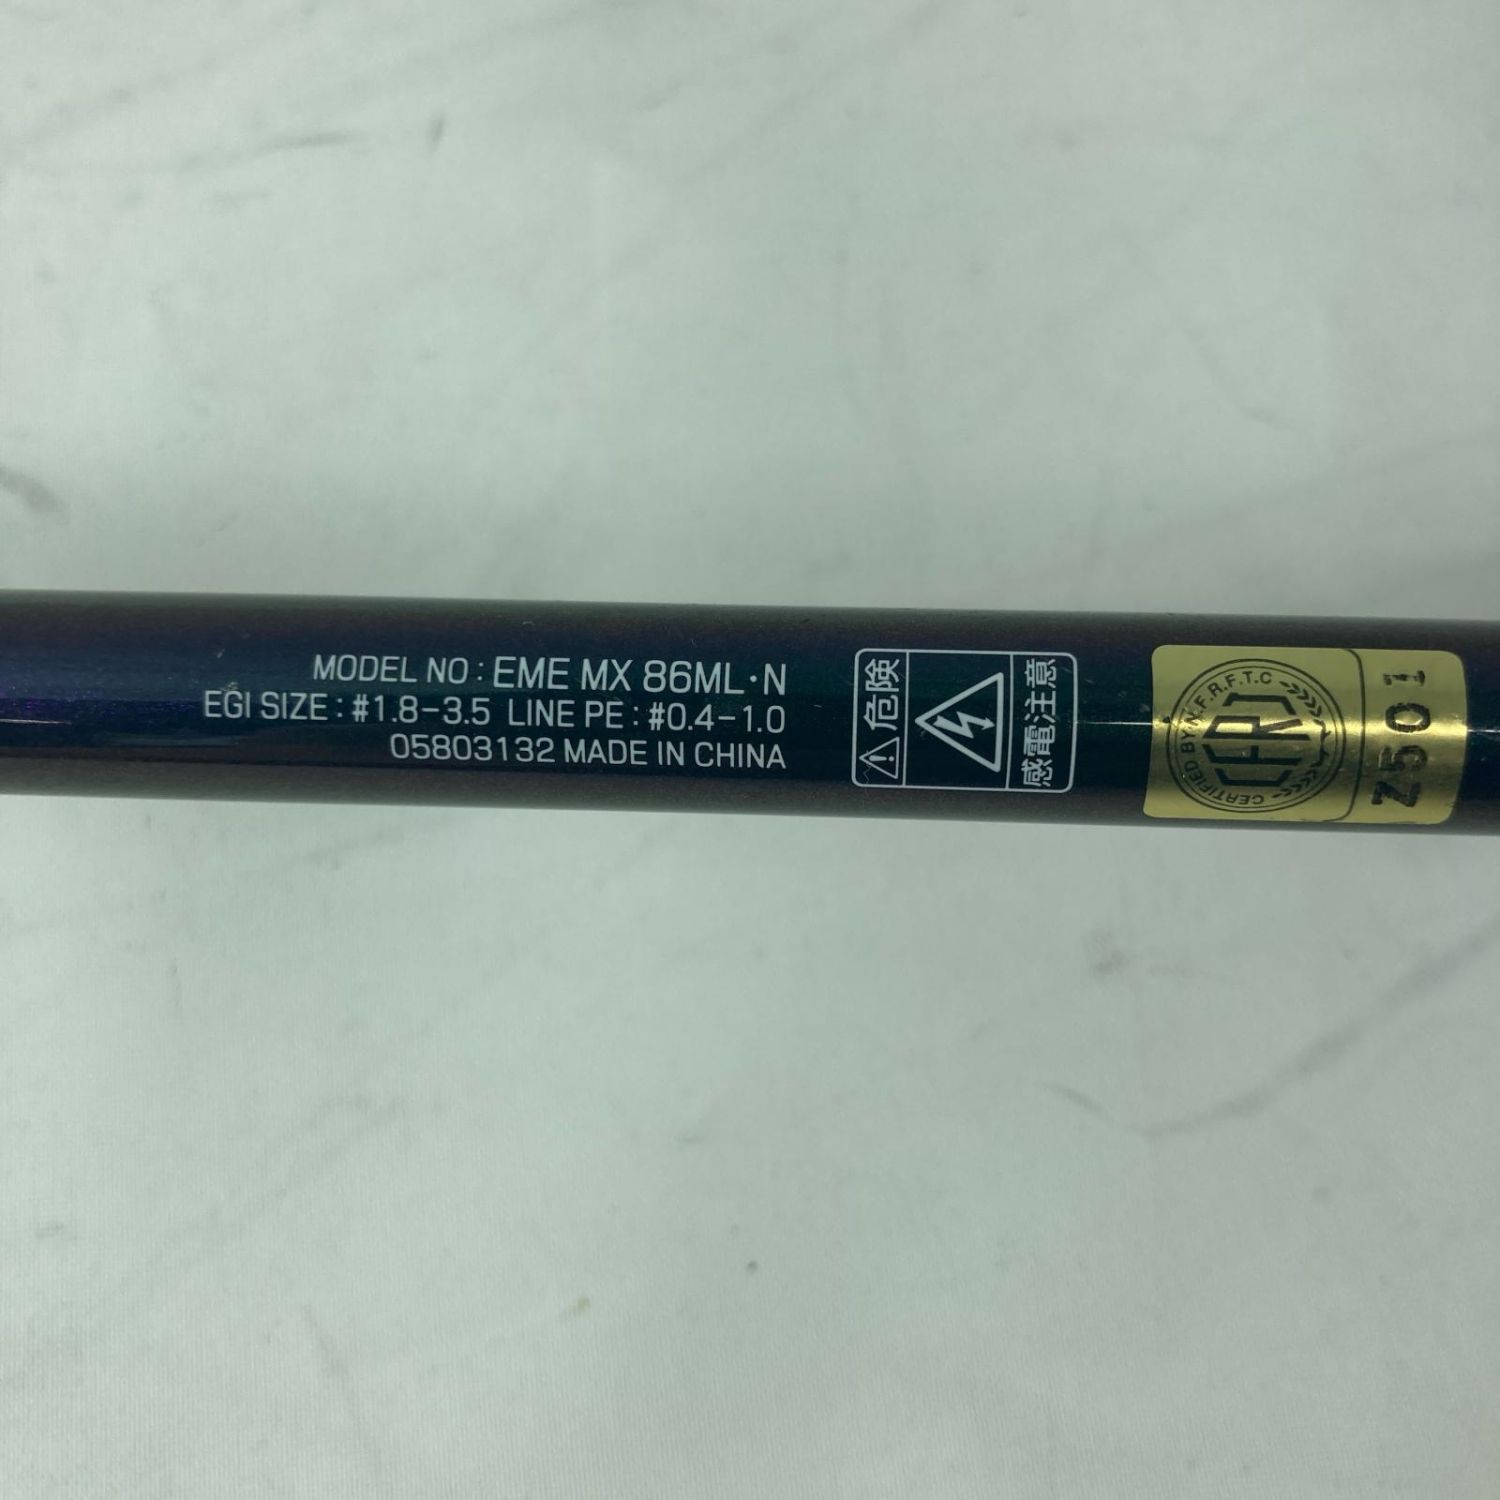 MODEL NO : EME MX 86ML・N
EGI SIZE : #1.8-3.5 LINE PE : #0.4-1.0
05803132 MADE IN CHINA
⚠危険
感電注意
CERTIFIED BY N.F.R.F.T.C
CFRJ
Z501